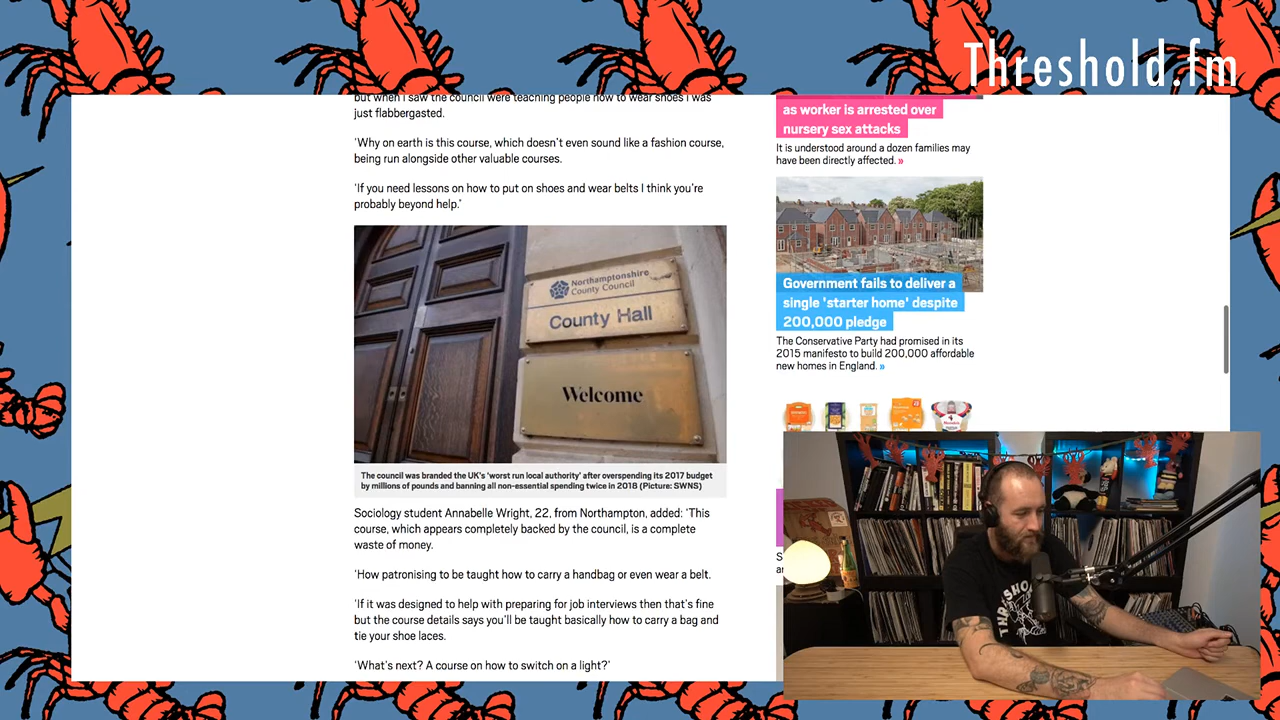 Threshold.fm
but when I saw the council were teaching people how to wear shoes I was
just flabbergasted.
'Why on earth is this course, which doesn't even sound like a fashion course,
being run alongside other valuable courses.
'If you need lessons on how to put on shoes and wear belts I think you're
probably beyond help.'
Northamptonshire
County Council
County Hall
Welcome
The council was branded the UK's 'worst run local authority' after overspending its 2017 budget
by millions of pounds and banning all non-essential spending twice in 2018 (Picture: SWNS)
Sociology student Annabelle Wright, 22, from Northampton, added: 'This
course, which appears completely backed by the council, is a complete
waste of money.
'How patronising to be taught how to carry a handbag or even wear a belt.
'If it was designed to help with preparing for job interviews then that's fine
but the course details says you'll be taught basically how to carry a bag and
tie your shoe laces.
'What's next? A course on how to switch on a light?'
as worker is arrested over
nursery sex attacks
It is understood around a dozen families may
have been directly affected. »
Government fails to deliver a
single 'starter home' despite
200,000 pledge
The Conservative Party had promised in its
2015 manifesto to build 200,000 affordable
new homes in England. »
THRESHOL